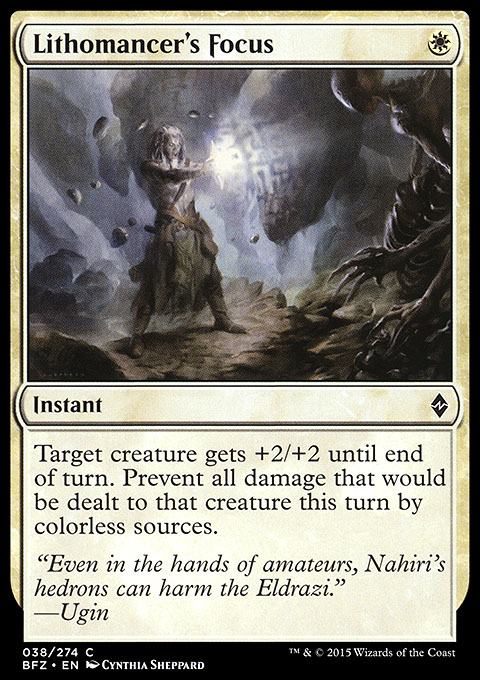 Lithomancer's Focus
Instant
Target creature gets +2/+2 until end
of turn. Prevent all damage that would
be dealt to that creature this turn by
colorless sources.
“Even in the hands of amateurs, Nahiri’s
hedrons can harm the Eldrazi.”
—Ugin
038/274 C
BFZ • EN Cynthia Sheppard
™ & © 2015 Wizards of the Coast